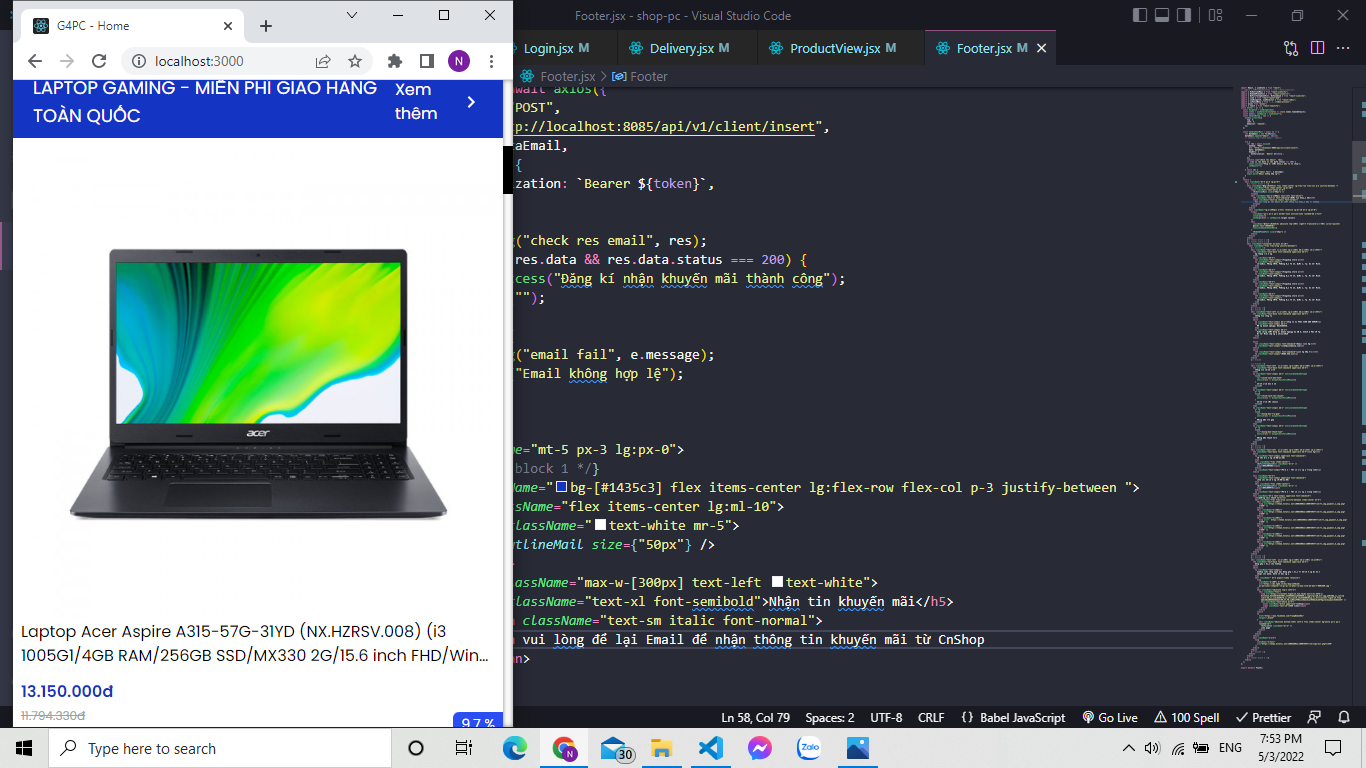 G4PC - Home
localhost:3000
N
LAPTOP GAMING - MIỄN PHÍ GIAO HÀNG
TOÀN QUỐC
Xem
thêm
acer
Laptop Acer Aspire A315-57G-31YD (NX.HZRSV.008) (i3
1005G1/4GB RAM/256GB SSD/MX330 2G/15.6 inch FHD/Win...
13.150.000đ
11.794.330đ
9.7 %
Footer.jsx - shop-pc - Visual Studio Code
Login.jsx M
Delivery.jsx M
ProductView.jsx M
Footer.jsx M
Footer.jsx > Footer
wait axios({
"POST",
p://localhost:8085/api/v1/client/insert",
aEmail,
{
ization: `Bearer ${token}`,
("check res email", res);
res.data && res.data.status === 200) {
cess("Đăng kí nhận khuyến mãi thành công");
"");
("email fail", e.message);
"Email không hợp lệ");
e="mt-5 px-3 lg:px-0">
block 1 */}
Name="bg-[#1435c3] flex items-center lg:flex-row flex-col p-3 justify-between ">
sName="flex items-center lg:ml-10">
className="text-white mr-5">
utlineMail size={"50px"} />
assName="max-w-[300px] text-left text-white">
className="text-xl font-semibold">Nhận tin khuyến mãi</h5>
className="text-sm italic font-normal">
vui lòng để lại Email để nhận thông tin khuyến mãi từ CnShop
n>
Ln 58, Col 79
Spaces: 2
UTF-8
CRLF
{ } Babel JavaScript
Go Live
100 Spell
Prettier
Type here to search
N
30
Zalo
ENG
7:53 PM
5/3/2022